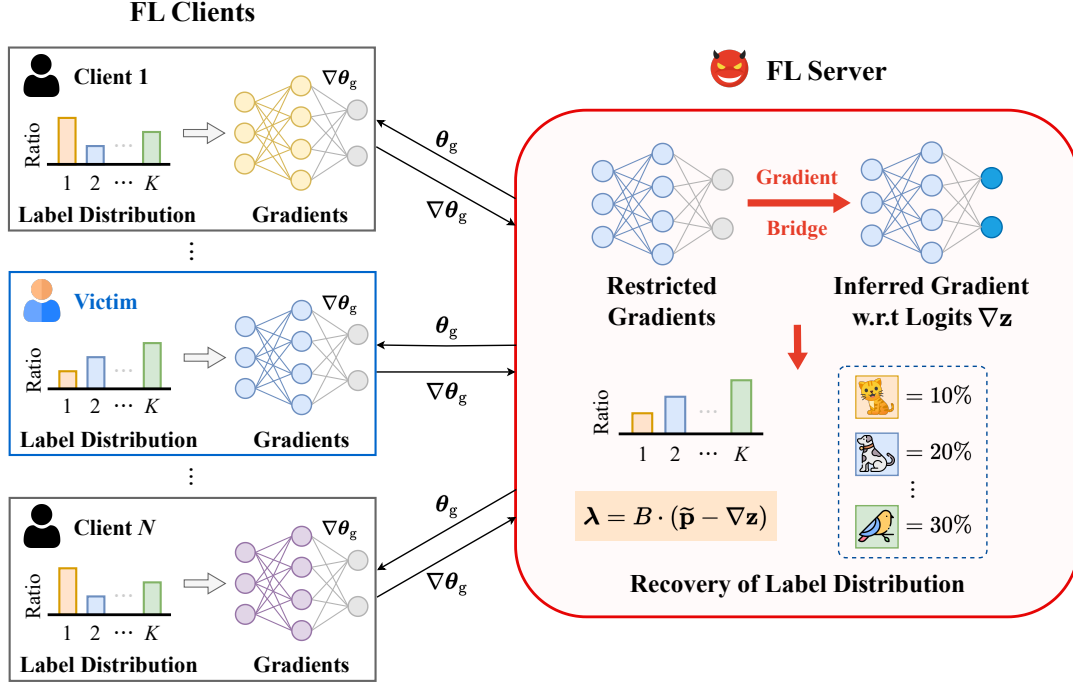 FL Clients
Client 1
∇θg
Ratio
1 2 ⋯ K
Label Distribution
Gradients
⋮
Victim
∇θg
Ratio
1 2 ⋯ K
Label Distribution
Gradients
⋮
Client N
∇θg
Ratio
1 2 ⋯ K
Label Distribution
Gradients
θg
∇θg
θg
∇θg
θg
∇θg
FL Server
Gradient
Bridge
Restricted
Gradients
Inferred Gradient
w.r.t Logits ∇z
Ratio
1 2 ⋯ K
λ = B · (p̃ − ∇z)
= 10%
= 20%
⋮
= 30%
Recovery of Label Distribution